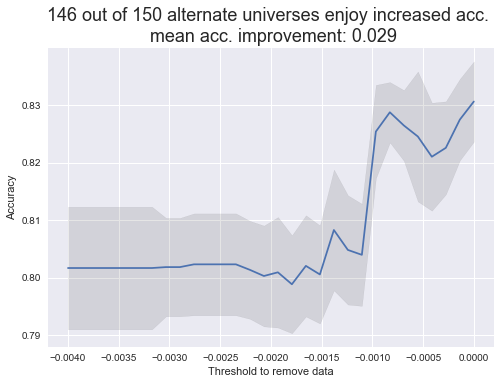 146 out of 150 alternate universes enjoy increased acc.
mean acc. improvement: 0.029
0.83
0.82
0.81
0.80
0.79
Accuracy
−0.0040 −0.0035 −0.0030 −0.0025 −0.0020 −0.0015 −0.0010 −0.0005 0.0000
Threshold to remove data